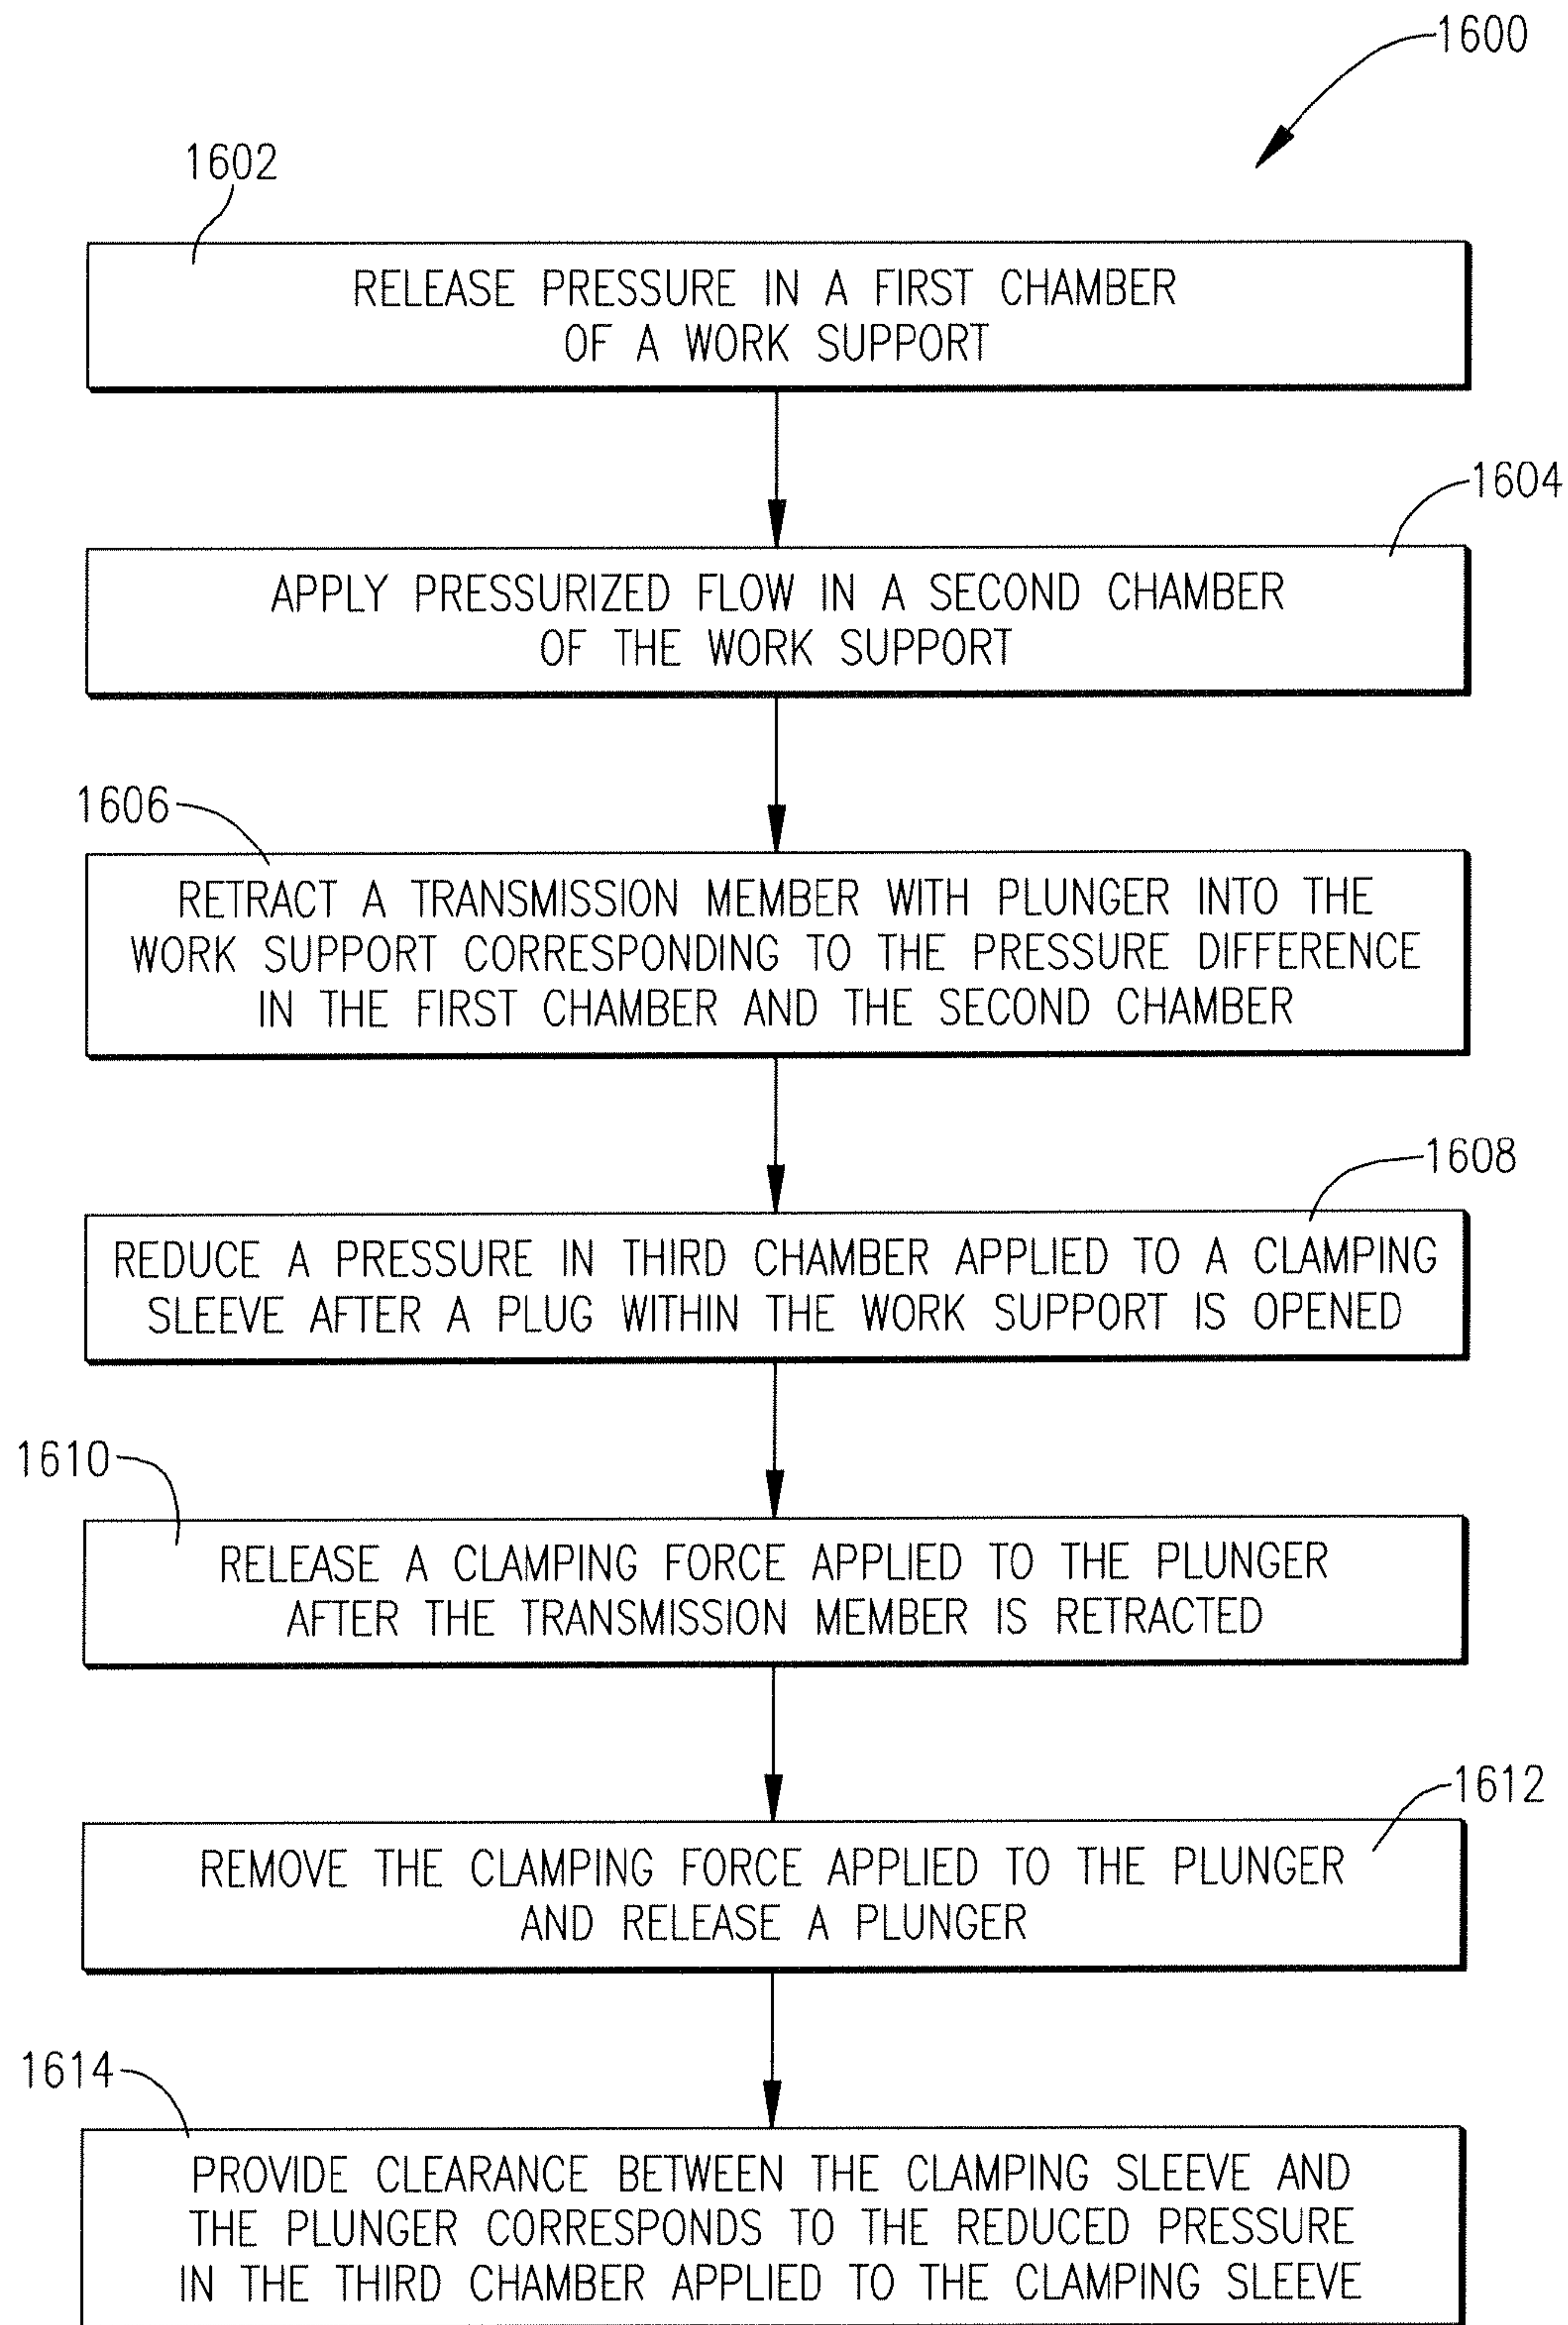 1600
1602
RELEASE PRESSURE IN A FIRST CHAMBER
OF A WORK SUPPORT
1604
APPLY PRESSURIZED FLOW IN A SECOND CHAMBER
OF THE WORK SUPPORT
1606
RETRACT A TRANSMISSION MEMBER WITH PLUNGER INTO THE
WORK SUPPORT CORRESPONDING TO THE PRESSURE DIFFERENCE
IN THE FIRST CHAMBER AND THE SECOND CHAMBER
1608
REDUCE A PRESSURE IN THIRD CHAMBER APPLIED TO A CLAMPING
SLEEVE AFTER A PLUG WITHIN THE WORK SUPPORT IS OPENED
1610
RELEASE A CLAMPING FORCE APPLIED TO THE PLUNGER
AFTER THE TRANSMISSION MEMBER IS RETRACTED
1612
REMOVE THE CLAMPING FORCE APPLIED TO THE PLUNGER
AND RELEASE A PLUNGER
1614
PROVIDE CLEARANCE BETWEEN THE CLAMPING SLEEVE AND
THE PLUNGER CORRESPONDS TO THE REDUCED PRESSURE
IN THE THIRD CHAMBER APPLIED TO THE CLAMPING SLEEVE